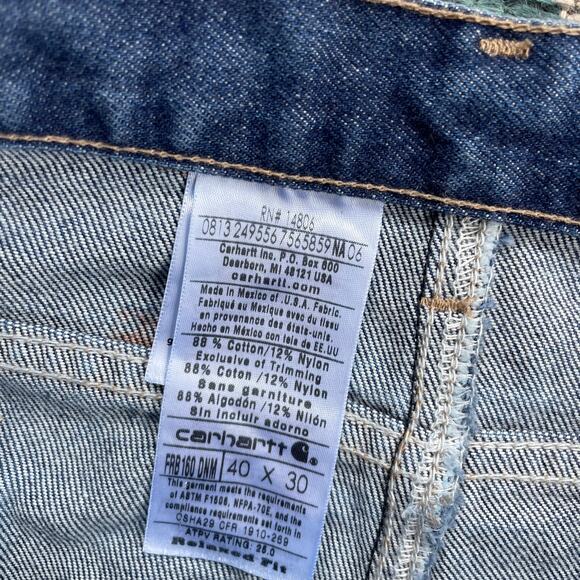 RN# 14806
0813 249556 7565859 NA 06
Carhartt Inc. P.O. Box 600
Dearborn, MI 48121 USA
carhartt.com
Made in Mexico of U.S.A. Fabric.
Fabriqué au Mexique avec du tissu
en provenance des états-unis.
Hecho en México con tela de EE.UU
88 % Cotton/12% Nylon
Exclusive of Trimming
88% Coton /12% Nylon
Sans garniture
88% Algodón /12% Nilón
Sin incluir adorno
carhartt
FRB160 DNM 40 X 30
This garment meets the requirements
of ASTM F1506, NFPA-70E, and the
compliance requirements set forth in
OSHA29 CFR 1910-269
ATPV RATING: 25.0
Relaxed Fit